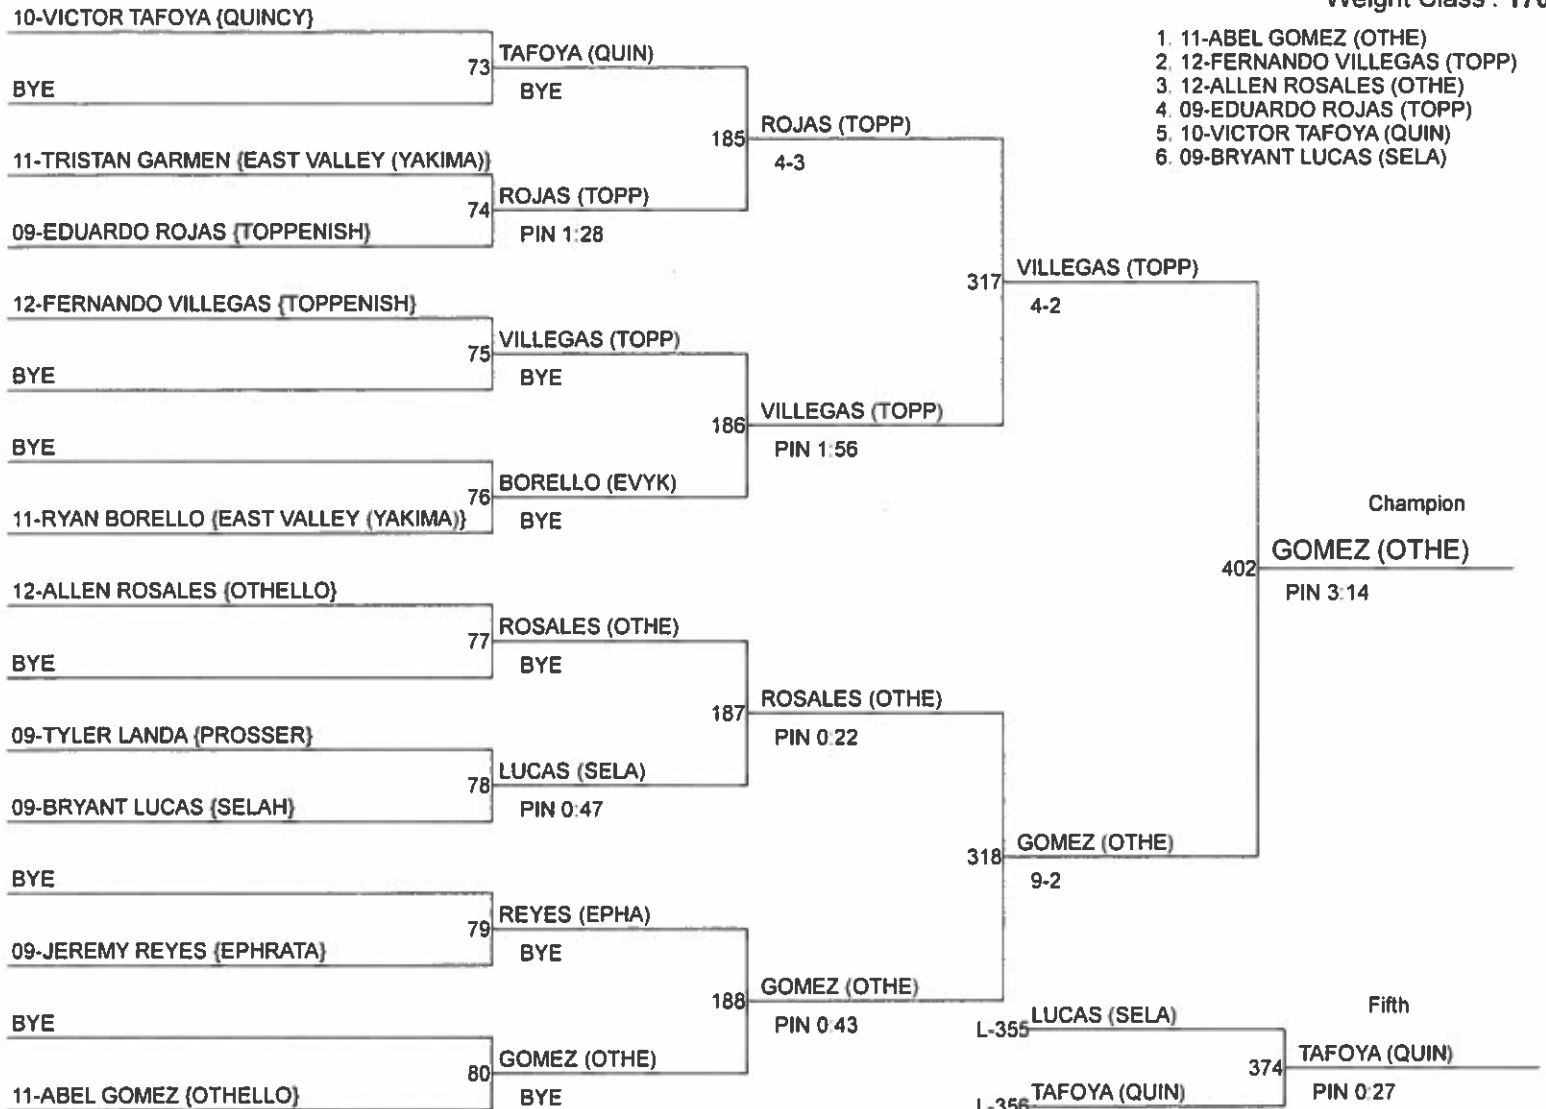 Weight Class : 170
1. 11-ABEL GOMEZ (OTHE)
2. 12-FERNANDO VILLEGAS (TOPP)
3. 12-ALLEN ROSALES (OTHE)
4. 09-EDUARDO ROJAS (TOPP)
5. 10-VICTOR TAFOYA (QUIN)
6. 09-BRYANT LUCAS (SELA)
10-VICTOR TAFOYA {QUINCY}
BYE
73
TAFOYA (QUIN)
BYE
11-TRISTAN GARMEN {EAST VALLEY (YAKIMA)}
09-EDUARDO ROJAS {TOPPENISH}
74
ROJAS (TOPP)
PIN 1:28
185
ROJAS (TOPP)
4-3
12-FERNANDO VILLEGAS {TOPPENISH}
BYE
75
VILLEGAS (TOPP)
BYE
BYE
11-RYAN BORELLO {EAST VALLEY (YAKIMA)}
76
BORELLO (EVYK)
BYE
186
VILLEGAS (TOPP)
PIN 1:56
317
VILLEGAS (TOPP)
4-2
12-ALLEN ROSALES {OTHELLO}
BYE
77
ROSALES (OTHE)
BYE
09-TYLER LANDA {PROSSER}
09-BRYANT LUCAS {SELAH}
78
LUCAS (SELA)
PIN 0:47
187
ROSALES (OTHE)
PIN 0:22
BYE
09-JEREMY REYES {EPHRATA}
79
REYES (EPHA)
BYE
BYE
11-ABEL GOMEZ {OTHELLO}
80
GOMEZ (OTHE)
BYE
188
GOMEZ (OTHE)
PIN 0:43
318
GOMEZ (OTHE)
9-2
Champion
402
GOMEZ (OTHE)
PIN 3:14
Fifth
L-355
LUCAS (SELA)
L-356
TAFOYA (QUIN)
374
TAFOYA (QUIN)
PIN 0:27